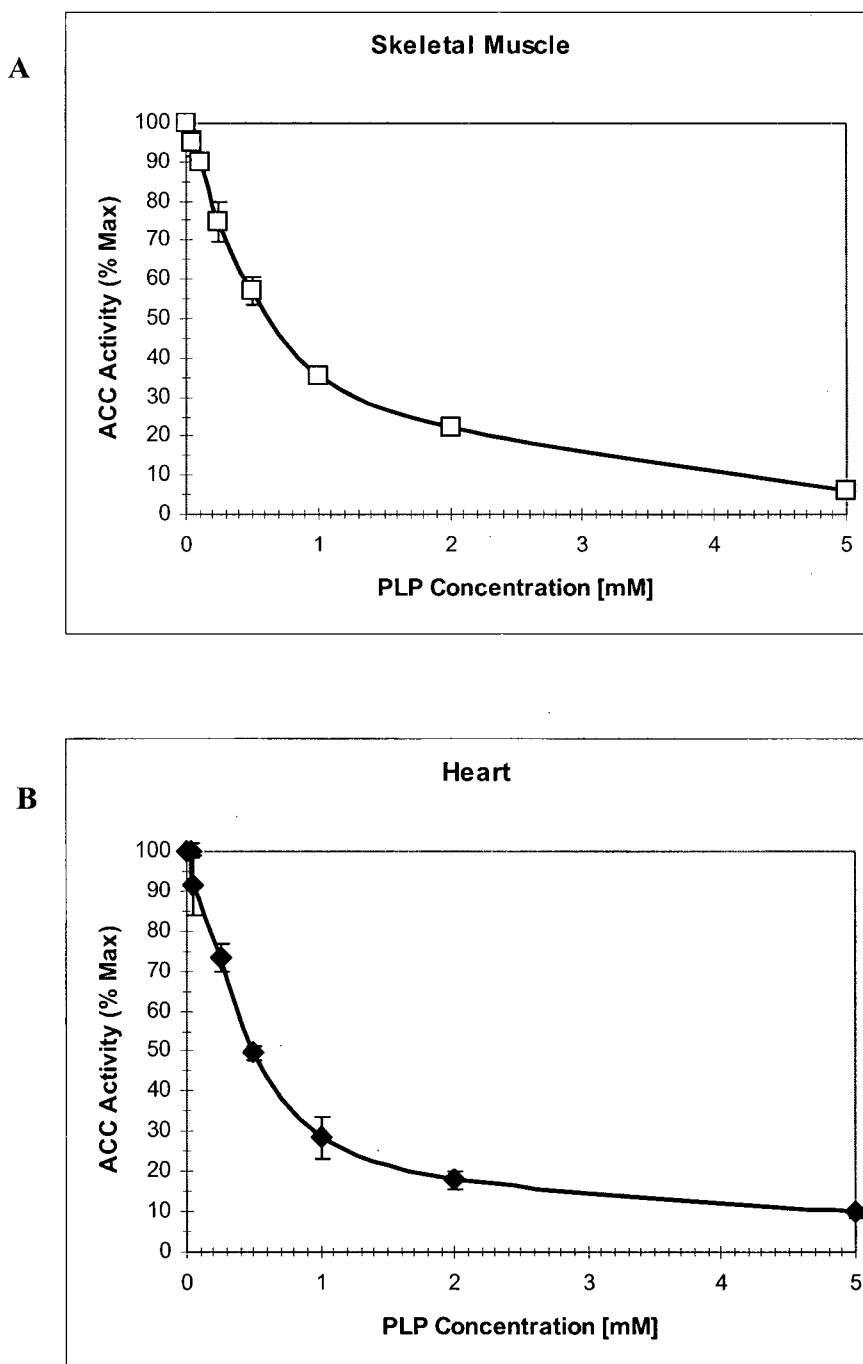 A
Skeletal Muscle
ACC Activity (% Max)
100
90
80
70
60
50
40
30
20
10
0
0 1 2 3 4 5
PLP Concentration [mM]
B
Heart
ACC Activity (% Max)
100
90
80
70
60
50
40
30
20
10
0
0 1 2 3 4 5
PLP Concentration [mM]